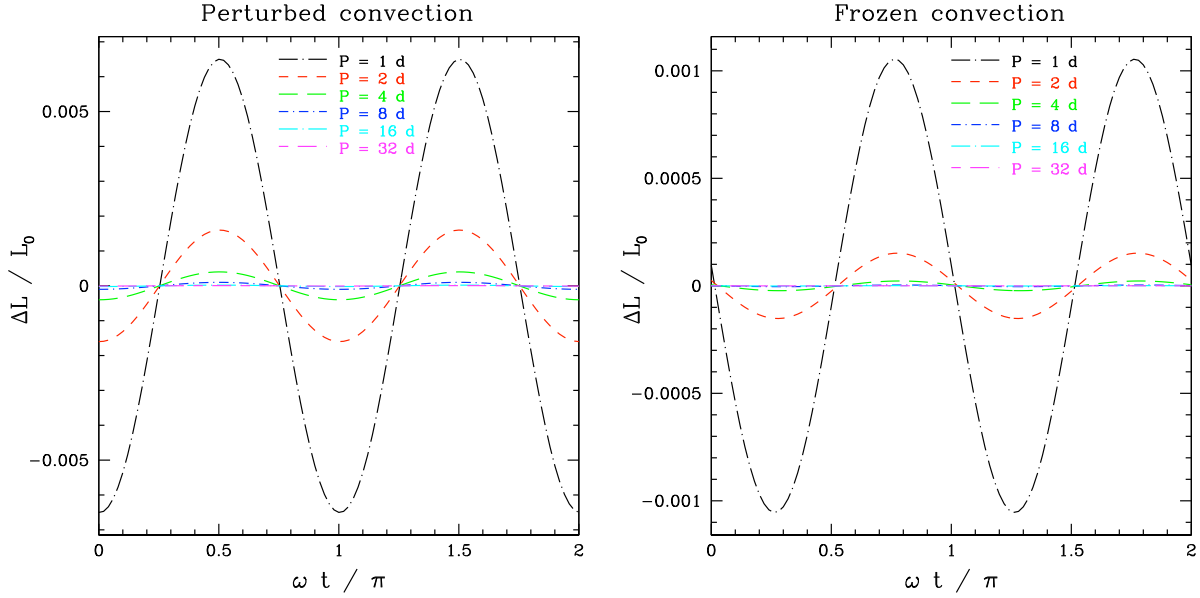 Perturbed convection
P = 1 d
P = 2 d
P = 4 d
P = 8 d
P = 16 d
P = 32 d
0.005
0
−0.005
ΔL / L₀
0
0.5
1
1.5
2
ω t / π
Frozen convection
P = 1 d
P = 2 d
P = 4 d
P = 8 d
P = 16 d
P = 32 d
0.001
0.0005
0
−0.0005
−0.001
ΔL / L₀
0
0.5
1
1.5
2
ω t / π